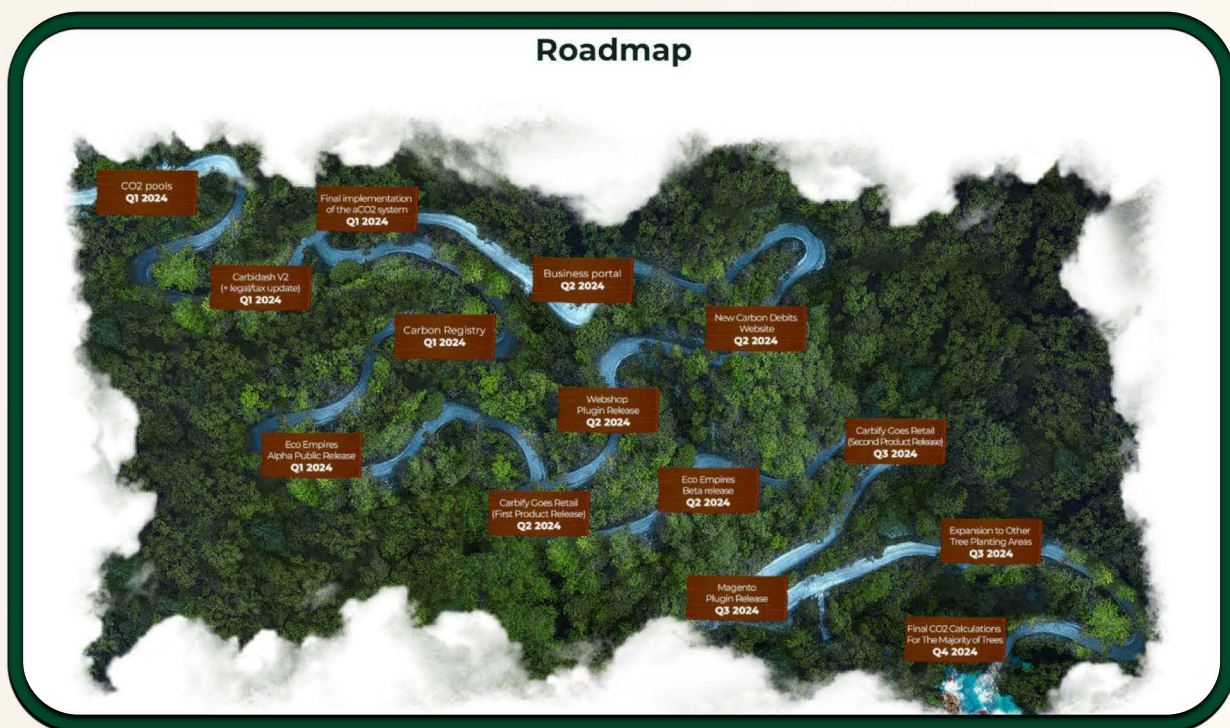 Roadmap
CO2 pools
Q1 2024
Final implementation
of the aCO2 system
Q1 2024
Carbidash V2
(+ legal/tax update)
Q1 2024
Business portal
Q2 2024
New Carbon Debits
Website
Q2 2024
Carbon Registry
Q1 2024
Webshop
Plugin Release
Q2 2024
Eco Empires
Alpha Public Release
Q1 2024
Carbify Goes Retail
(Second Product Release)
Q3 2024
Eco Empires
Beta release
Q2 2024
Carbify Goes Retail
(First Product Release)
Q2 2024
Expansion to Other
Tree Planting Areas
Q3 2024
Magento
Plugin Release
Q3 2024
Final CO2 Calculations
For The Majority of Trees
Q4 2024